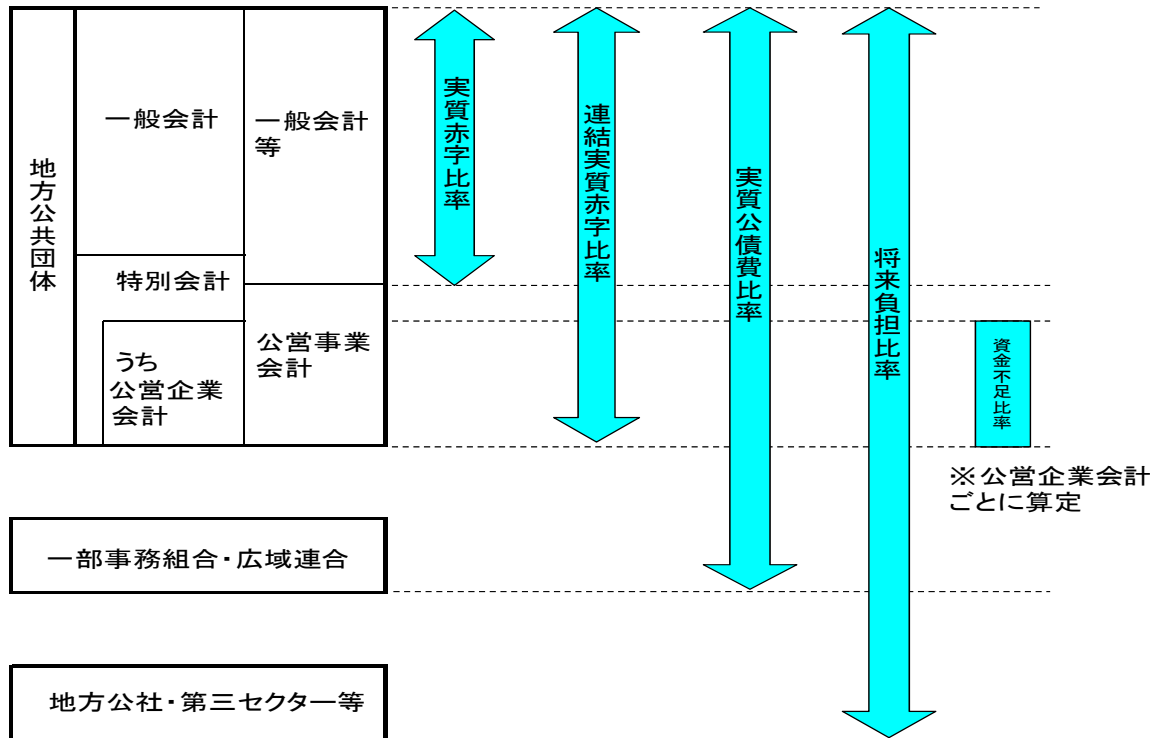 地方公共団体
一般会計
一般会計
等
特別会計
うち
公営企業
会計
公営事業
会計
実質赤字比率
連結実質赤字比率
実質公債費比率
将来負担比率
資金不足比率
※公営企業会計
ごとに算定
一部事務組合・広域連合
地方公社・第三セクター等